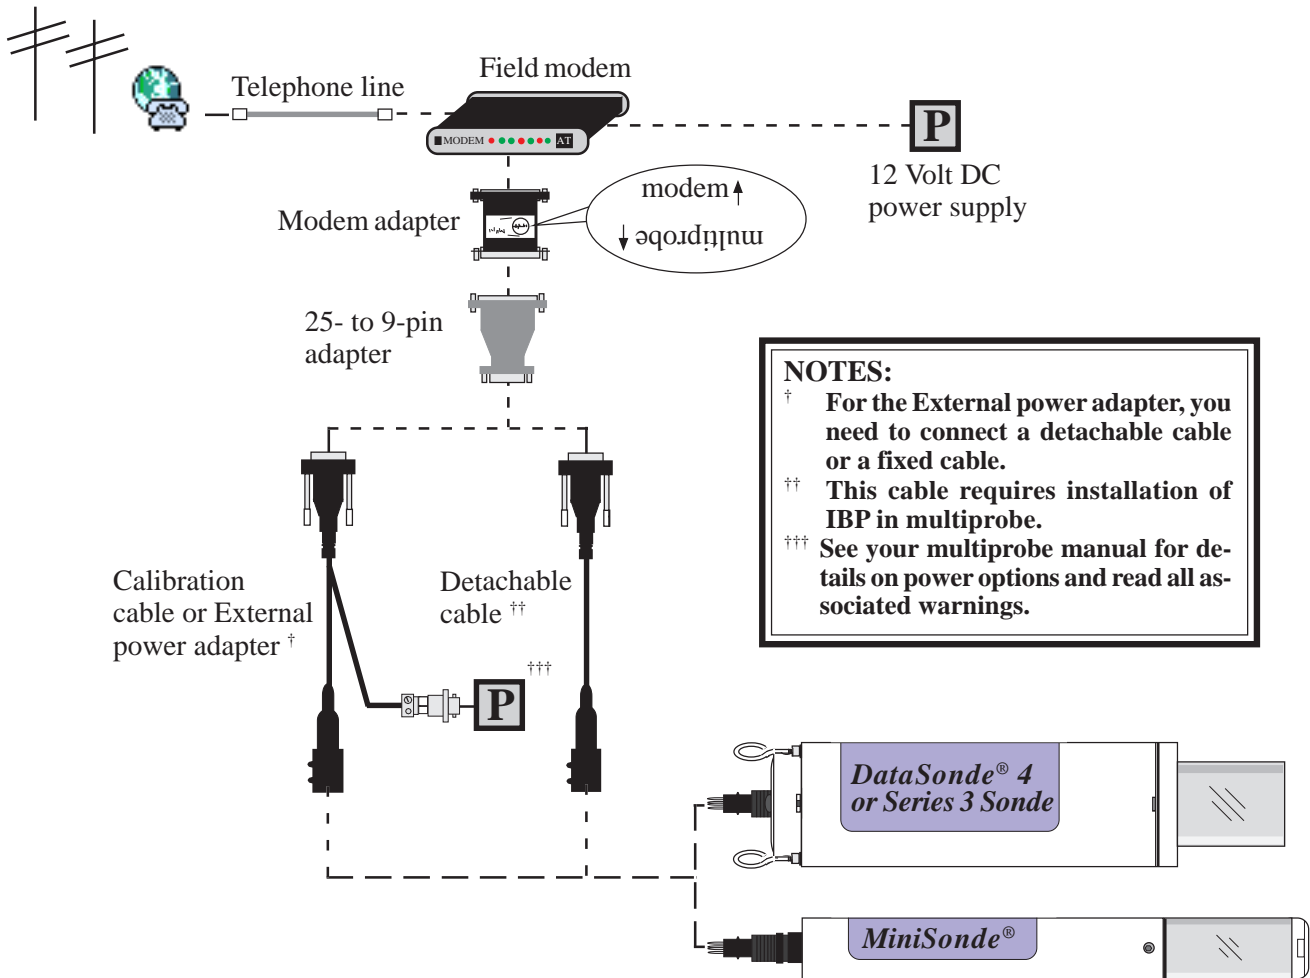 Field modem
Telephone line
MODEM
AT
P
12 Volt DC
power supply
modem
multiprobe
Modem adapter
25- to 9-pin
adapter
NOTES:
† For the External power adapter, you
need to connect a detachable cable
or a fixed cable.
†† This cable requires installation of
IBP in multiprobe.
††† See your multiprobe manual for de-
tails on power options and read all as-
sociated warnings.
Calibration
cable or External
power adapter †
Detachable
cable ††
†††
P
DataSonde® 4
or Series 3 Sonde
MiniSonde®